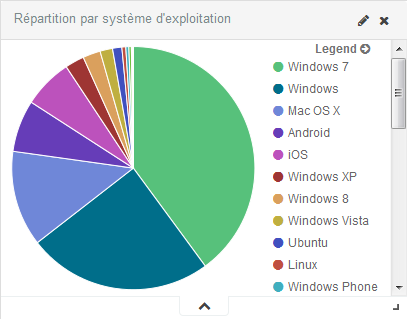 Répartition par système d'exploitation
Legend
Windows 7
Windows
Mac OS X
Android
iOS
Windows XP
Windows 8
Windows Vista
Ubuntu
Linux
Windows Phone